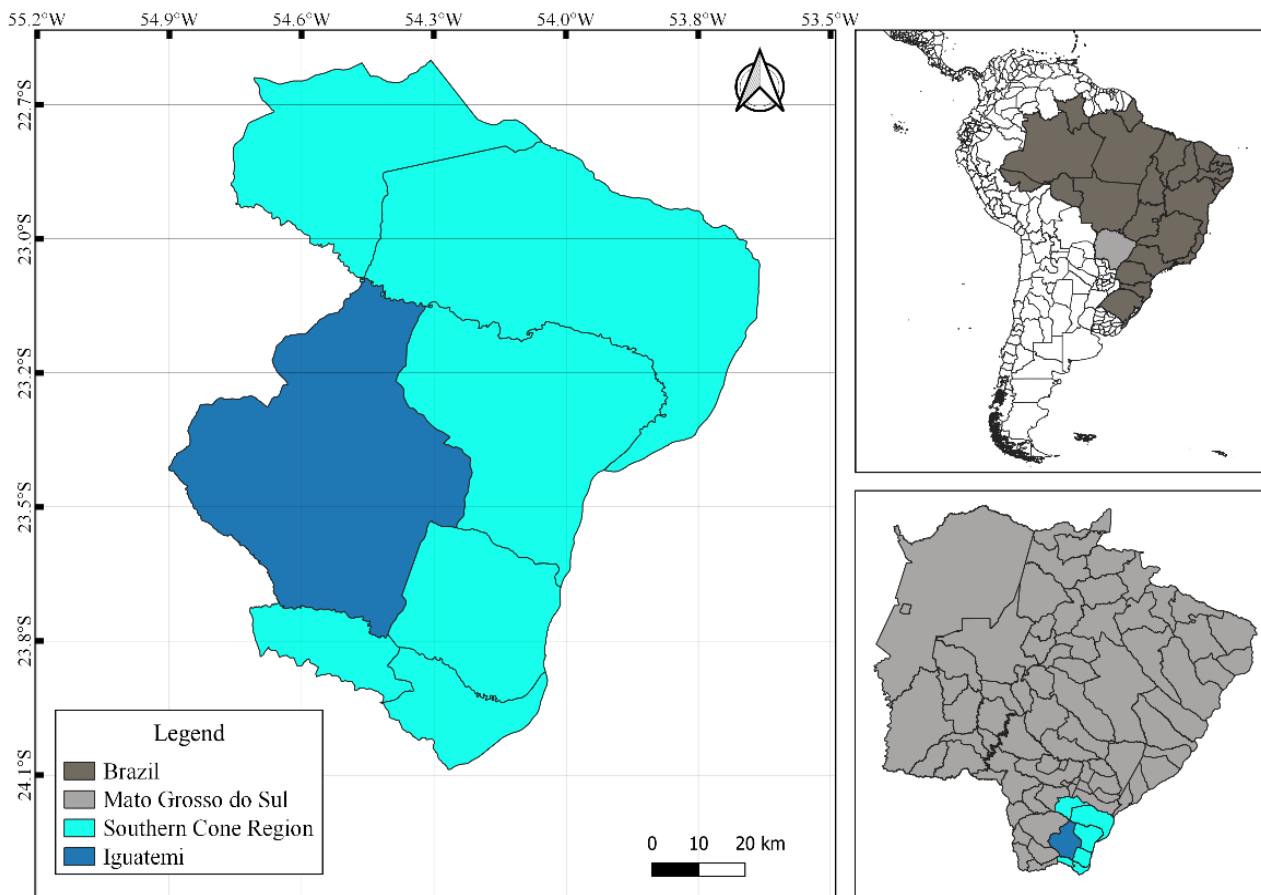 55.2°W 54.9°W 54.6°W 54.3°W 54.0°W 53.8°W 53.5°W
22.7°S
23.0°S
23.2°S
23.5°S
23.8°S
24.1°S
Legend
Brazil
Mato Grosso do Sul
Southern Cone Region
Iguatemi
0 10 20 km